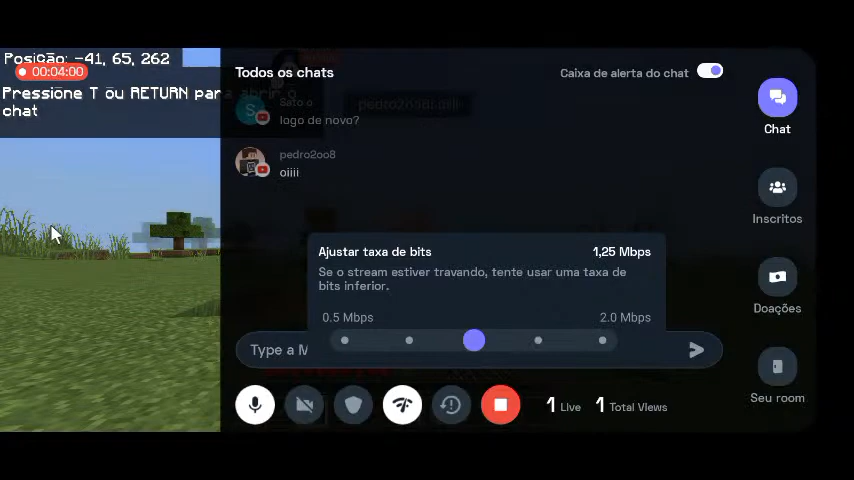 Posição: -41, 65, 262
00:04:00
Pressione T ou RETURN para abrir o
chat
Todos os chats
Caixa de alerta do chat
S
Sato o
logo de novo?
pedro2oo8
oiiii
Ajustar taxa de bits
1,25 Mbps
Se o stream estiver travando, tente usar uma taxa de
bits inferior.
0.5 Mbps
2.0 Mbps
Type a M
1 Live
1 Total Views
Chat
Inscritos
Doações
Seu room